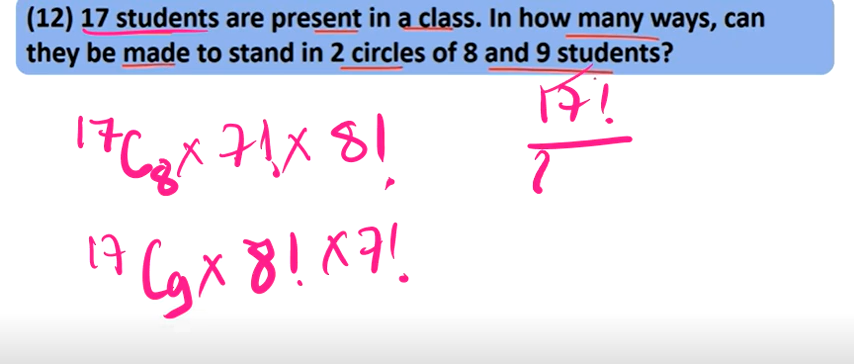 (12) 17 students are present in a class. In how many ways, can
they be made to stand in 2 circles of 8 and 9 students?
¹⁷C₈ × 7! × 8!
17!
¹⁷C₉ × 8! × 7!